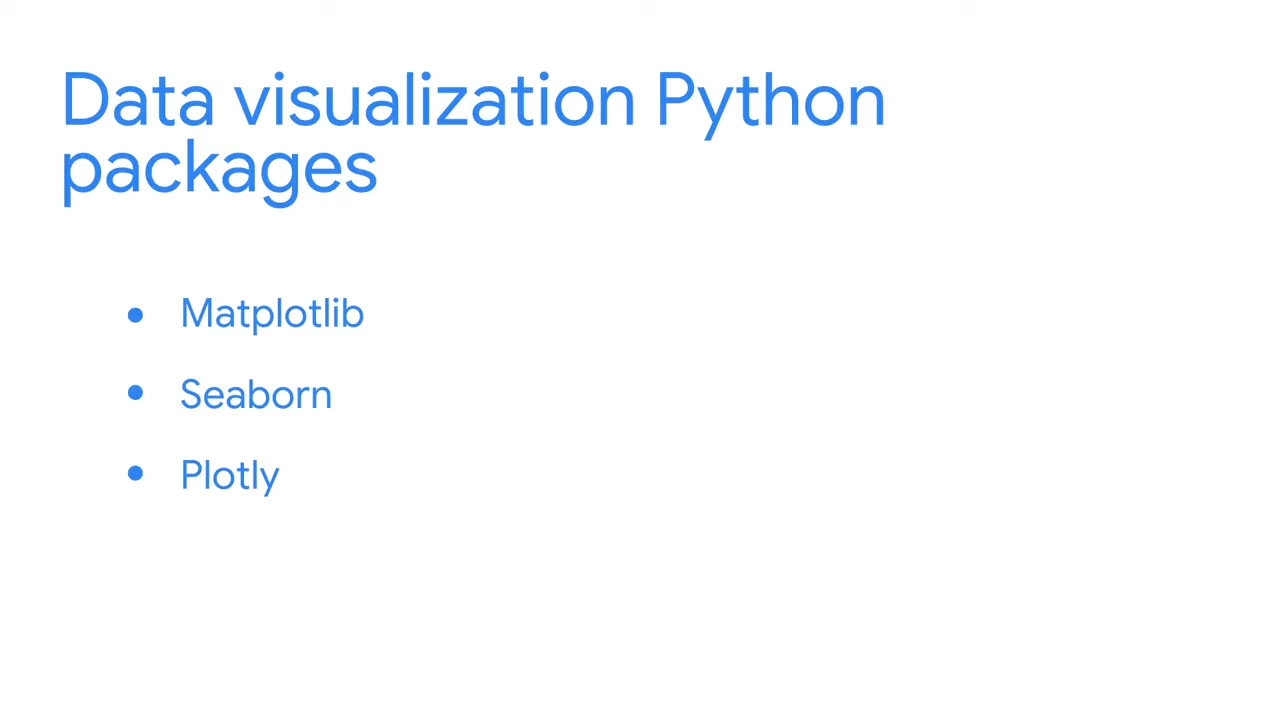 Data visualization Python
packages
● Matplotlib
● Seaborn
● Plotly